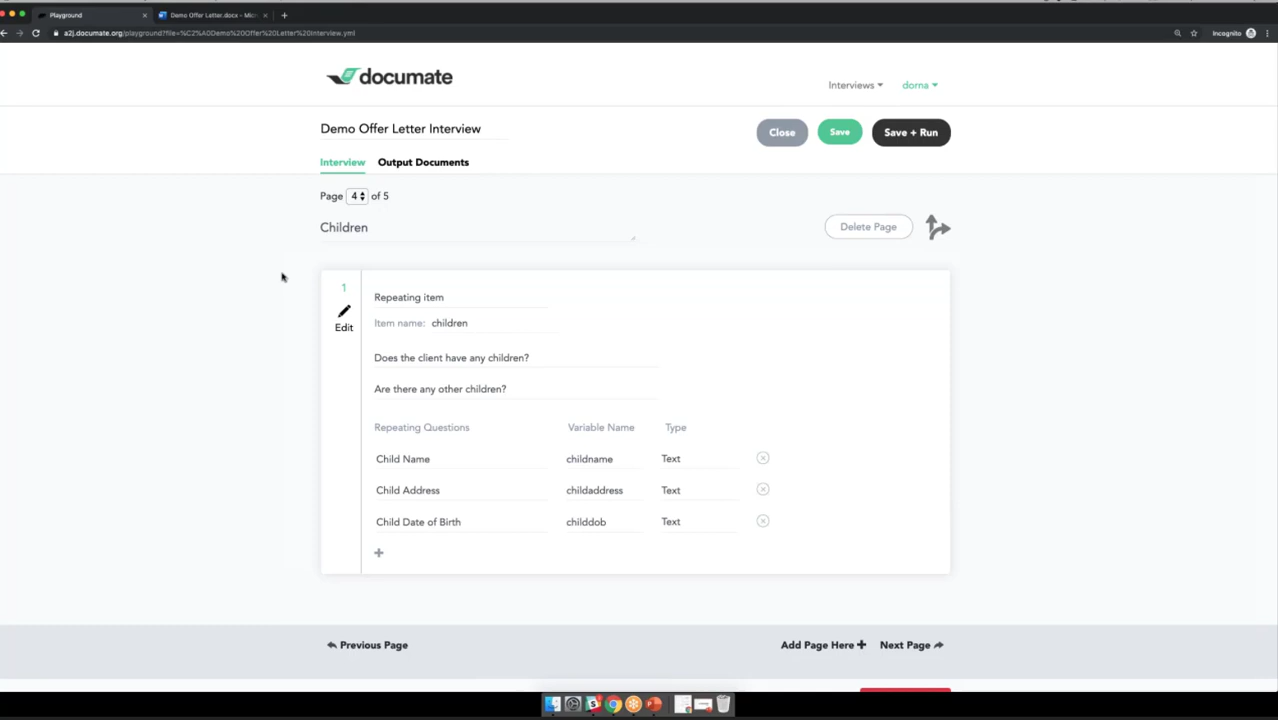 Playground
Demo Offer Letter.docx - Mic
a2j.documate.org/playground?file=%C2%A0Demo%20Offer%20Letter%20Interview.yml
Incognito
documate
Interviews
dorna
Demo Offer Letter Interview
Close
Save
Save + Run
Interview
Output Documents
Page 4 of 5
Children
Delete Page
1
Edit
Repeating item
Item name: children
Does the client have any children?
Are there any other children?
Repeating Questions Variable Name Type
Child Name childname Text
Child Address childaddress Text
Child Date of Birth childdob Text
Previous Page
Add Page Here
Next Page